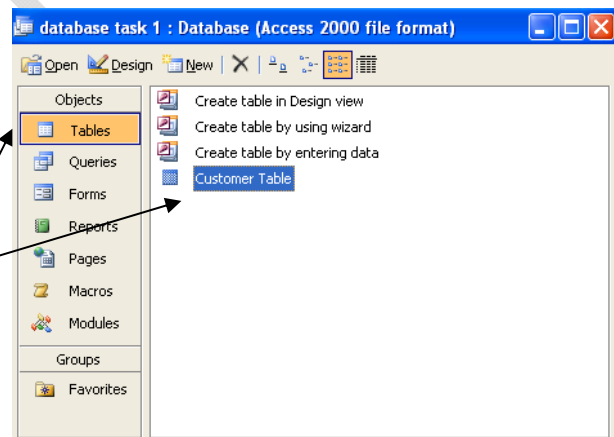 database task 1 : Database (Access 2000 file format)
Open Design New
Objects
Tables
Queries
Forms
Reports
Pages
Macros
Modules
Groups
Favorites
Create table in Design view
Create table by using wizard
Create table by entering data
Customer Table